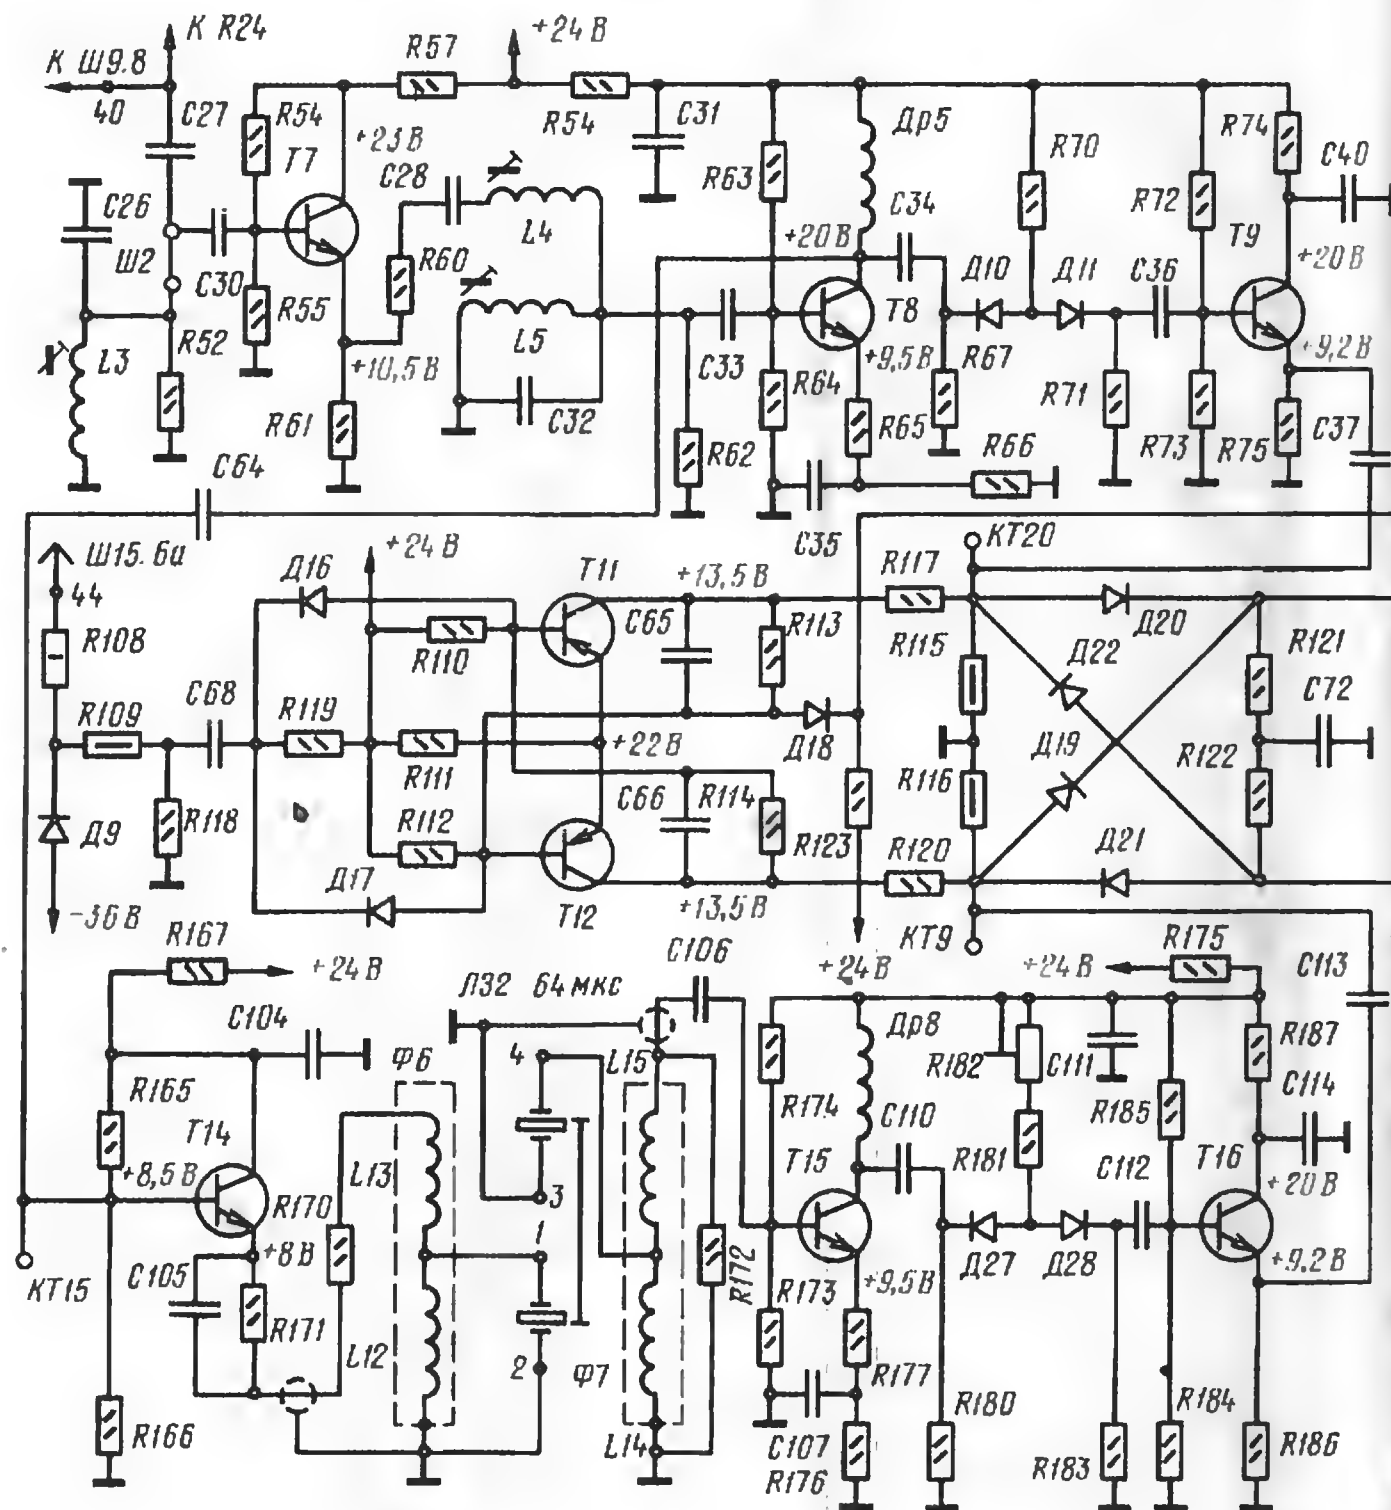 К R24
+24 В
К Ш9.8
R57
40
C27
R54
R54
C31
Др5
R74
+23 В
T7
C28
R63
R70
C40
C26
C34
R72
T9
Ш2
L4
+20 В
C30
R60
Д10
Д11
C36
+20 В
R55
T8
L3
R52
L5
+10,5 В
C33
+9,5 В
R67
+9,2 В
R64
R71
R61
C32
R65
C37
C64
R62
R66
R73
R75
C35
КТ20
Ш15.6а
+24 В
Д16
T11
+13,5 В
R117
44
R108
C65
R113
R115
Д20
R121
R110
Д22
C68
C72
R109
R119
+22 В
Д18
Д19
R122
R111
R116
C66
R114
R118
R112
Д9
R123
R120
Д21
Д17
-36 В
T12
+13,5 В
КТ9
R167
C106
R175
+24 В
Л32 64 мкс
+24 В
+24 В
C113
C104
Др8
Ф6
4
L15
R182
C111
R187
R165
R174
C110
R185
C114
T14
L13
T15
R181
C112
T16
+8,5 В
R170
3
+20 В
1
+8 В
R172
Д27
Д28
+9,2 В
КТ15
C105
R173
+9,5 В
R171
L12
2
Ф7
R177
R180
R184
R166
L14
C107
R176
R183
R186